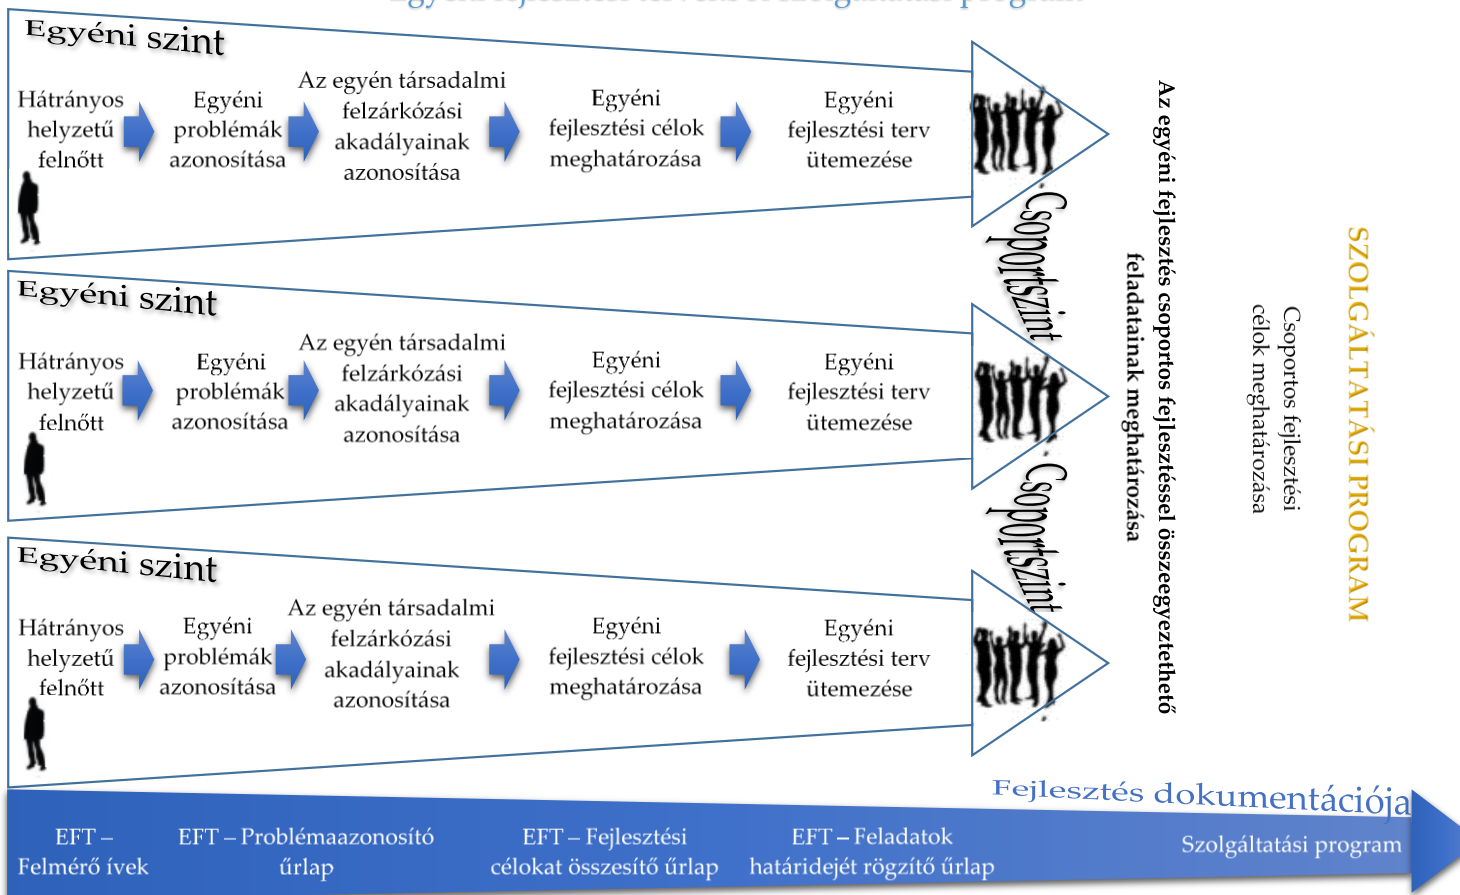 Egyéni szint
Hátrányos
helyzetű
felnőtt
Egyéni
problémák
azonosítása
Az egyén társadalmi
felzárkózási
akadályainak
azonosítása
Egyéni
fejlesztési célok
meghatározása
Egyéni
fejlesztési terv
ütemezése
Csoportszint
Egyéni szint
Hátrányos
helyzetű
felnőtt
Egyéni
problémák
azonosítása
Az egyén társadalmi
felzárkózási
akadályainak
azonosítása
Egyéni
fejlesztési célok
meghatározása
Egyéni
fejlesztési terv
ütemezése
Csoportszint
Egyéni szint
Hátrányos
helyzetű
felnőtt
Egyéni
problémák
azonosítása
Az egyén társadalmi
felzárkózási
akadályainak
azonosítása
Egyéni
fejlesztési célok
meghatározása
Egyéni
fejlesztési terv
ütemezése
Az egyéni fejlesztés csoportos fejlesztéssel összeegyeztethető
feladatainak meghatározása
Csoportos fejlesztési
célok meghatározása
SZOLGÁLTATÁSI PROGRAM
Fejlesztés dokumentációja
EFT –
Felmérő ívek
EFT – Problémaazonosító
űrlap
EFT – Fejlesztési
célokat összesítő űrlap
EFT – Feladatok
határidejét rögzítő űrlap
Szolgáltatási program